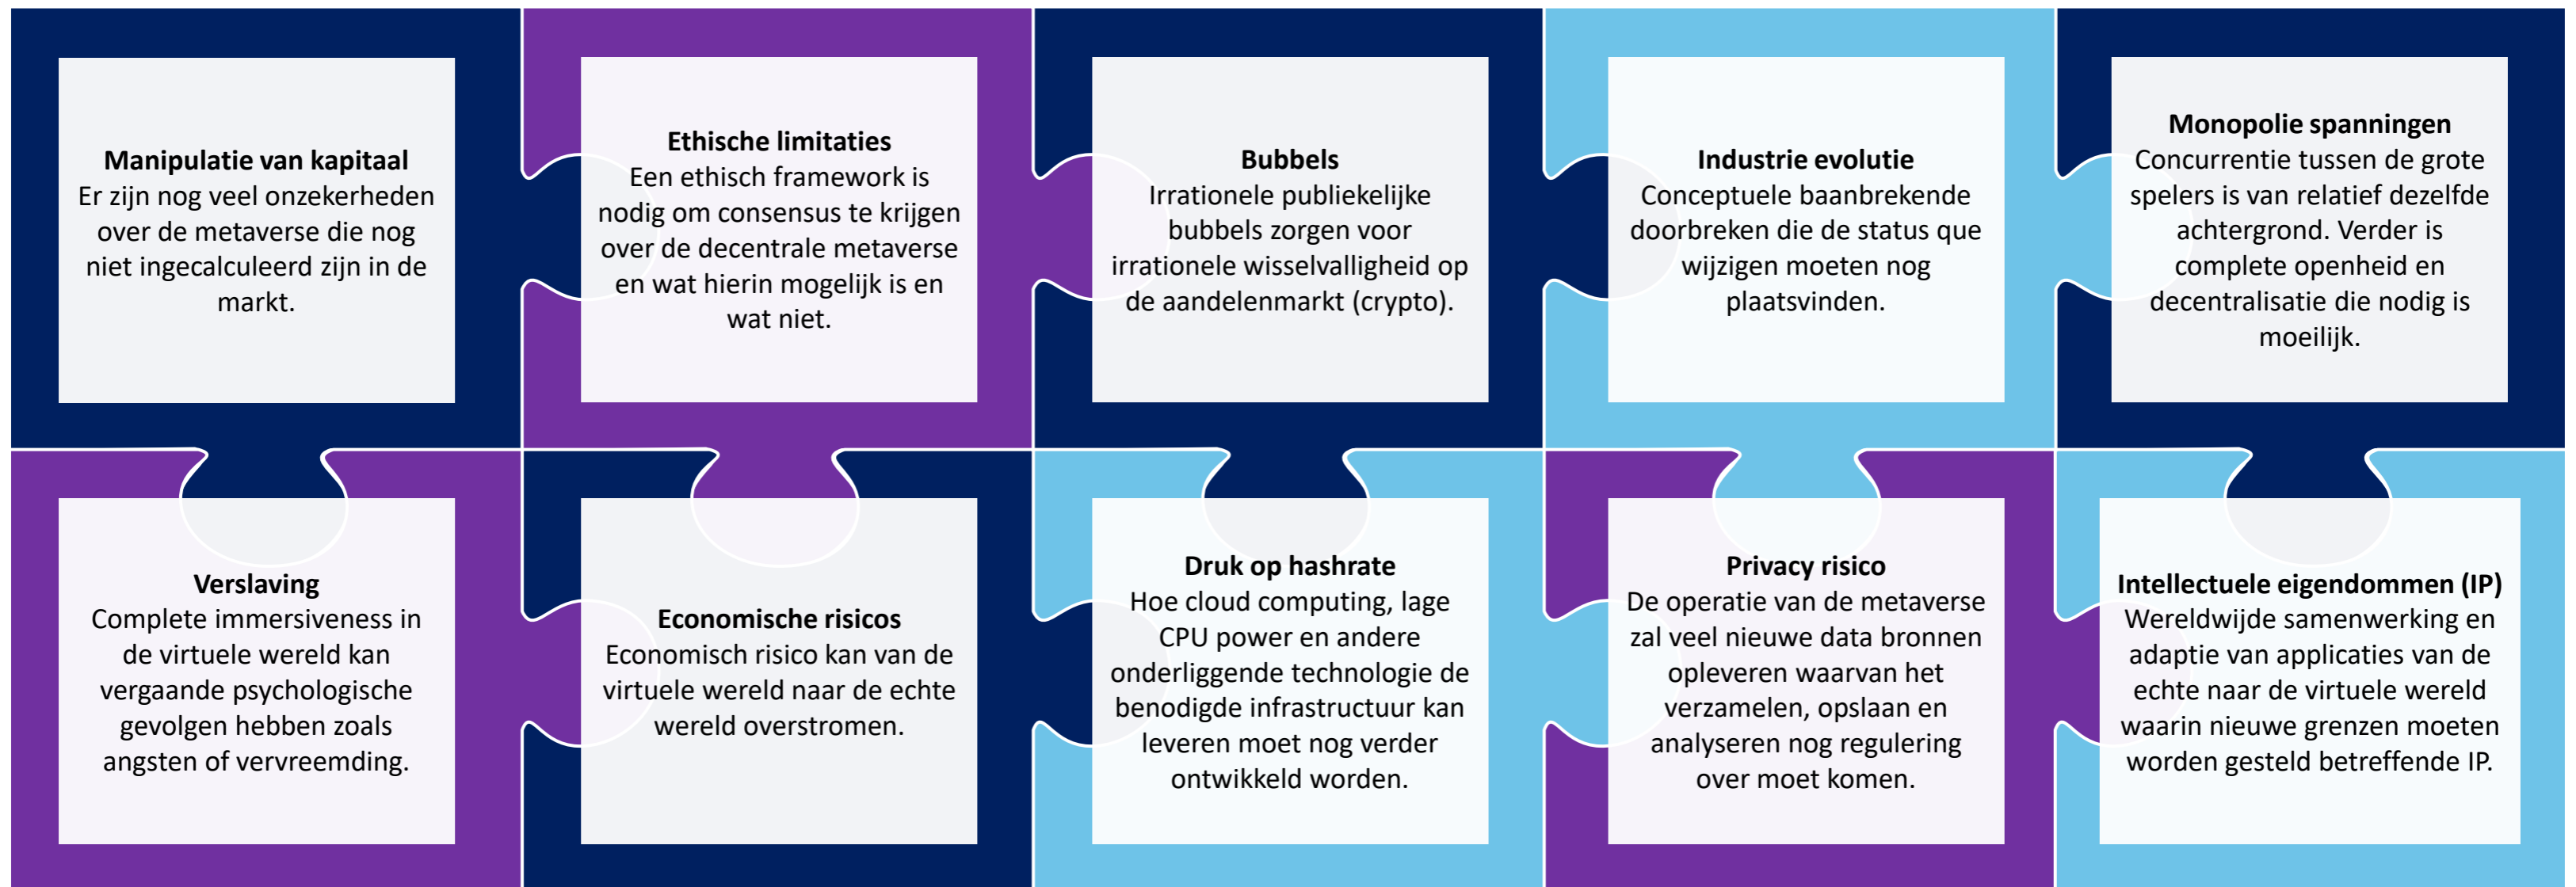 Manipulatie van kapitaal
Er zijn nog veel onzekerheden
over de metaverse die nog
niet ingecalculeerd zijn in de
markt.
Ethische limitaties
Een ethisch framework is
nodig om consensus te krijgen
over de decentrale metaverse
en wat hierin mogelijk is en
wat niet.
Bubbels
Irrationele publiekelijke
bubbels zorgen voor
irrationele wisselvalligheid op
de aandelenmarkt (crypto).
Industrie evolutie
Conceptuele baanbrekende
doorbreken die de status que
wijzigen moeten nog
plaatsvinden.
Monopolie spanningen
Concurrentie tussen de grote
spelers is van relatief dezelfde
achtergrond. Verder is
complete openheid en
decentralisatie die nodig is
moeilijk.
Verslaving
Complete immersiveness in
de virtuele wereld kan
vergaande psychologische
gevolgen hebben zoals
angsten of vervreemding.
Economische risicos
Economisch risico kan van de
virtuele wereld naar de echte
wereld overstromen.
Druk op hashrate
Hoe cloud computing, lage
CPU power en andere
onderliggende technologie de
benodigde infrastructuur kan
leveren moet nog verder
ontwikkeld worden.
Privacy risico
De operatie van de metaverse
zal veel nieuwe data bronnen
opleveren waarvan het
verzamelen, opslaan en
analyseren nog regulering
over moet komen.
Intellectuele eigendommen (IP)
Wereldwijde samenwerking en
adaptie van applicaties van de
echte naar de virtuele wereld
waarin nieuwe grenzen moeten
worden gesteld betreffende IP.